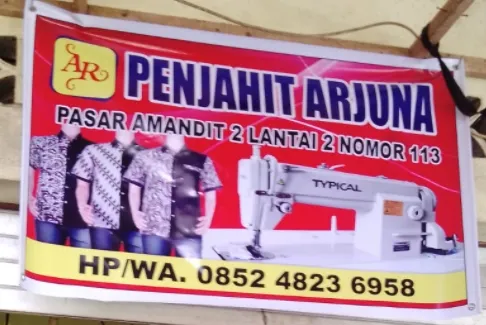 AR PENJAHIT ARJUNA
PASAR AMANDIT 2 LANTAI 2 NOMOR 113
TYPICAL
HP/WA. 0852 4823 6958